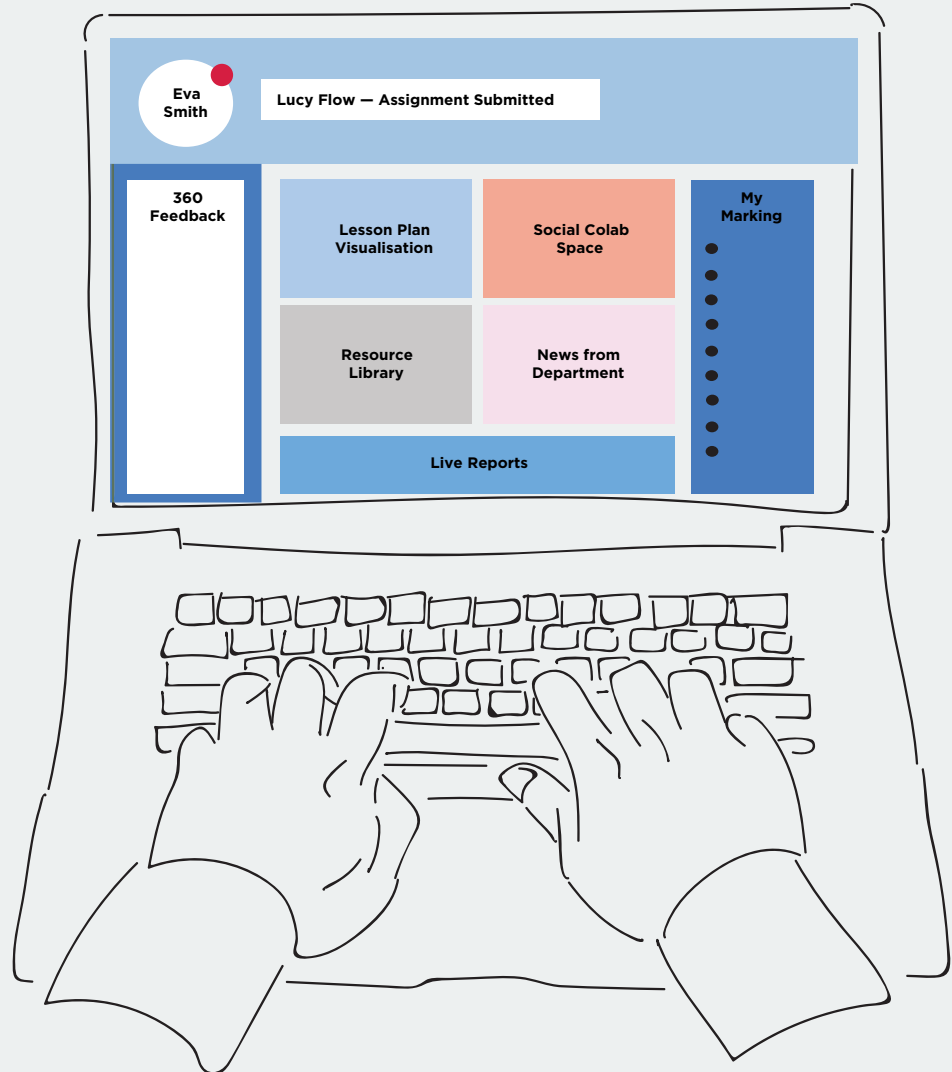 Eva
Smith
Lucy Flow — Assignment Submitted
360
Feedback
Lesson Plan
Visualisation
Social Colab
Space
My
Marking
Resource
Library
News from
Department
Live Reports